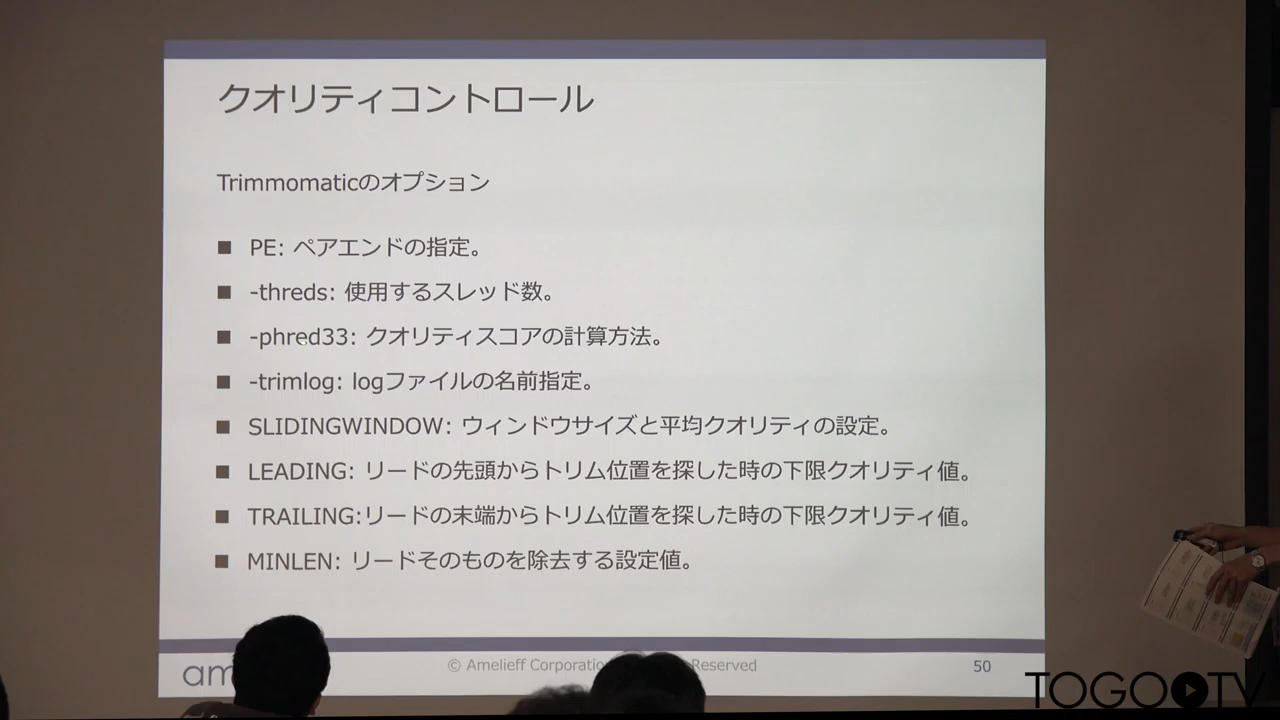 クオリティコントロール
Trimmomaticのオプション
■ PE: ペアエンドの指定。
■ -threds: 使用するスレッド数。
■ -phred33: クオリティスコアの計算方法。
■ -trimlog: logファイルの名前指定。
■ SLIDINGWINDOW: ウィンドウサイズと平均クオリティの設定。
■ LEADING: リードの先頭からトリム位置を探した時の下限クオリティ値。
■ TRAILING:リードの末端からトリム位置を探した時の下限クオリティ値。
■ MINLEN: リードそのものを除去する設定値。
© Amelieff Reserved
50
TOGOTV